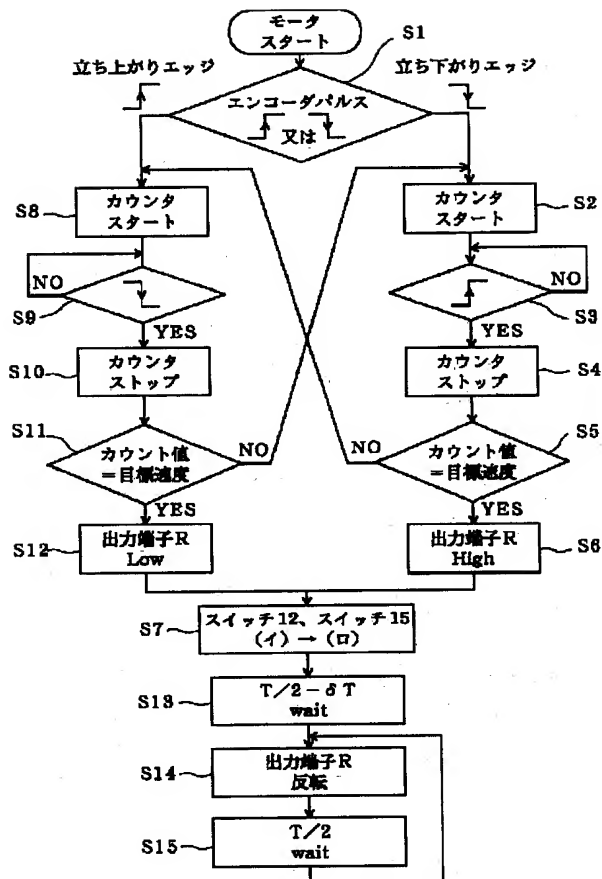 モータ
スタート
S1
立ち上がりエッジ
立ち下がりエッジ
エンコーダパルス
又は
S8
カウンタ
スタート
カウンタ
スタート
S2
NO
S9
YES
NO
S3
YES
S10
カウンタ
ストップ
カウンタ
ストップ
S4
S11
カウント値
=目標速度
NO
NO
カウント値
=目標速度
S5
YES
YES
S12
出力端子R
Low
出力端子R
High
S6
S7
スイッチ12、スイッチ15
(イ)→(ロ)
S13
T/2-δT
wait
S14
出力端子R
反転
S15
T/2
wait